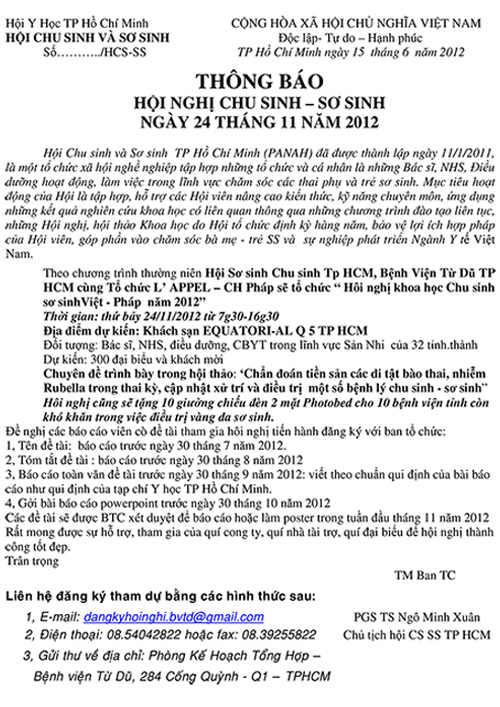 Hội Y Học TP Hồ Chí Minh
CỘNG HÒA XÃ HỘI CHỦ NGHĨA VIỆT NAM
HỘI CHU SINH VÀ SƠ SINH
Độc lập- Tự do – Hạnh phúc
Số………../HCS-SS
TP Hồ Chí Minh ngày 15 tháng 6 năm 2012
THÔNG BÁO
HỘI NGHỊ CHU SINH – SƠ SINH
NGÀY 24 THÁNG 11 NĂM 2012
Hội Chu sinh và Sơ sinh TP Hồ Chí Minh (PANAH) đã được thành lập ngày 11/1/2011,
là một tổ chức xã hội nghề nghiệp tập hợp những tổ chức và cá nhân là những Bác sĩ, NHS, Điều
dưỡng hoạt động, làm việc trong lĩnh vực chăm sóc các thai phụ và trẻ sơ sinh. Mục tiêu hoạt
động của Hội là tập hợp, hỗ trợ các Hội viên nâng cao kiến thức, kỹ năng chuyên môn, ứng dụng
những kết quả nghiên cứu khoa học có liên quan thông qua những chương trình đào tạo liên tục,
những Hội nghị, hội thảo Khoa học do Hội tổ chức định kỳ hàng năm, bảo vệ lợi ích hợp pháp
của Hội viên, góp phần vào chăm sóc bà mẹ - trẻ SS và sự nghiệp phát triển Ngành Y tế Việt
Nam.
Theo chương trình thường niên Hội Sơ sinh Chu sinh Tp HCM, Bệnh Viện Từ Dũ TP
HCM cùng Tổ chức L' APPEL – CH Pháp sẽ tổ chức “ Hôi nghị khoa học Chu sinh
sơ sinhViệt - Pháp năm 2012”
Thời gian: thứ bảy 24/11/2012 từ 7g30-16g30
Địa điểm dự kiến: Khách sạn EQUATORI-AL Q 5 TP HCM
Đối tượng: Bác sĩ, NHS, điều dưỡng, CBYT trong lĩnh vực Sản Nhi của 32 tỉnh.thành
Dự kiến: 300 đại biểu và khách mời
Chuyên đề trình bày trong hội thảo: ‘Chẩn đoán tiền sản các dị tật bào thai, nhiễm
Rubella trong thai kỳ, cập nhật xử trí và điều trị một số bệnh lý chu sinh - sơ sinh”
Hôi nghị cũng sẽ tặng 10 giường chiếu đèn 2 mặt Photobed cho 10 bệnh viện tỉnh còn
khó khăn trong việc điều trị vàng da sơ sinh.
Đề nghị các báo cáo viên có đề tài tham gia hôi nghị tiến hành đăng ký với ban tổ chức:
1, Tên đề tài: báo cáo trước ngày 30 tháng 7 năm 2012.
2, Tóm tắt đề tài : báo cáo trước ngày 30 tháng 8 năm 2012
3, Báo cáo toàn văn đề tài trước ngày 30 tháng 9 năm 2012: viết theo chuẩn qui định của bài báo
cáo như qui định của tạp chí Y học TP Hồ Chí Minh.
4, Gởi bài báo cáo powerpoint trước ngày 30 tháng 10 năm 2012
Các đề tài sẽ được BTC xét duyệt để báo cáo hoặc làm poster trong tuần đầu tháng 11 năm 2012
Rất mong được sự hỗ trợ, tham gia của quí công ty, quí nhà tài trợ, quí đại biểu để hội nghị thành
công tốt đẹp.
Trân trọng
TM Ban TC
Liên hệ đăng ký tham dự bằng các hình thức sau:
1, E-mail: dangkyhoinghi.bvtd@gmail.com
PGS TS Ngô Minh Xuân
2, Điện thoại: 08.54042822 hoặc fax: 08.39255822
Chủ tịch hội CS SS TP HCM
3, Gửi thư về địa chỉ: Phòng Kế Hoạch Tổng Hợp –
Bệnh viện Từ Dũ, 284 Cống Quỳnh - Q1 – TPHCM